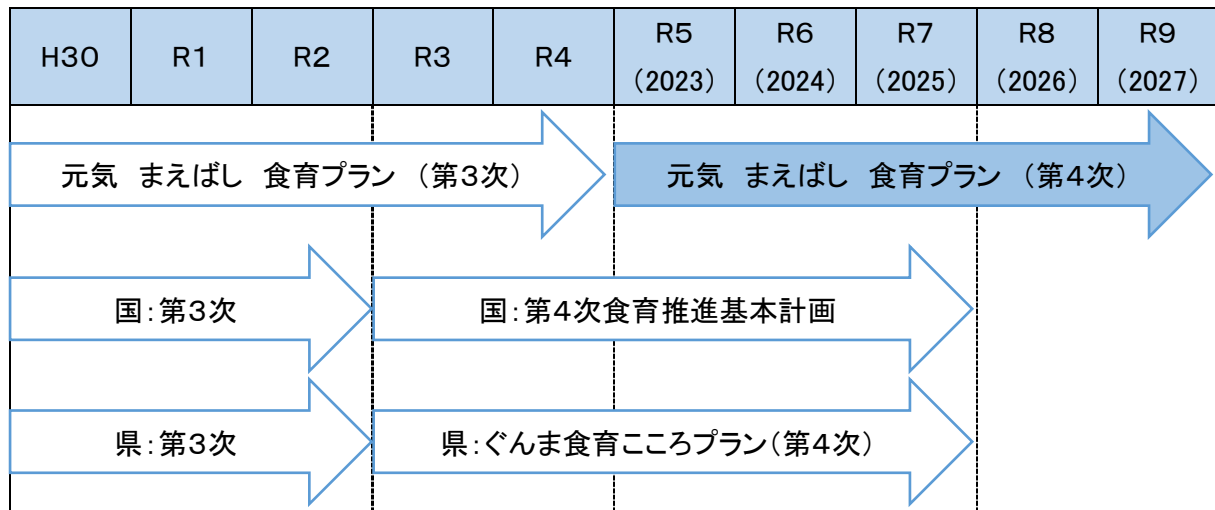 H30 R1 R2 R3 R4 R5 R6 R7 R8 R9
（2023） （2024） （2025） （2026） （2027）
元気　まえばし　食育プラン　（第３次） 元気　まえばし　食育プラン　（第４次）
国：第３次 国：第４次食育推進基本計画
県：第３次 県：ぐんま食育こころプラン（第４次）